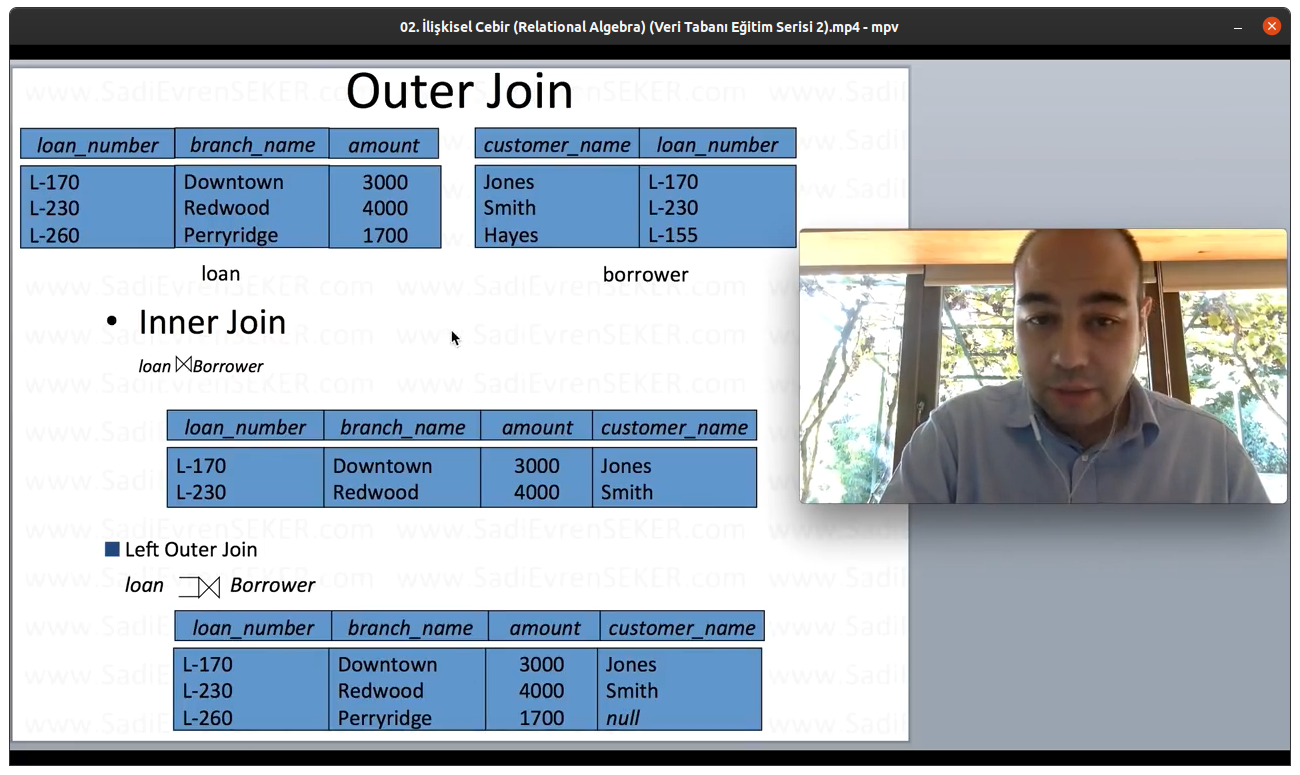 02. İlişkisel Cebir (Relational Algebra) (Veri Tabanı Eğitim Serisi 2).mp4 - mpv
Outer Join
loan_number branch_name amount
L-170 Downtown 3000
L-230 Redwood 4000
L-260 Perryridge 1700
loan
customer_name loan_number
Jones L-170
Smith L-230
Hayes L-155
borrower
• Inner Join
loan ⋈Borrower
loan_number branch_name amount customer_name
L-170 Downtown 3000 Jones
L-230 Redwood 4000 Smith
Left Outer Join
loan ⟕ Borrower
loan_number branch_name amount customer_name
L-170 Downtown 3000 Jones
L-230 Redwood 4000 Smith
L-260 Perryridge 1700 null
www.SadiEvrenSEKER.com